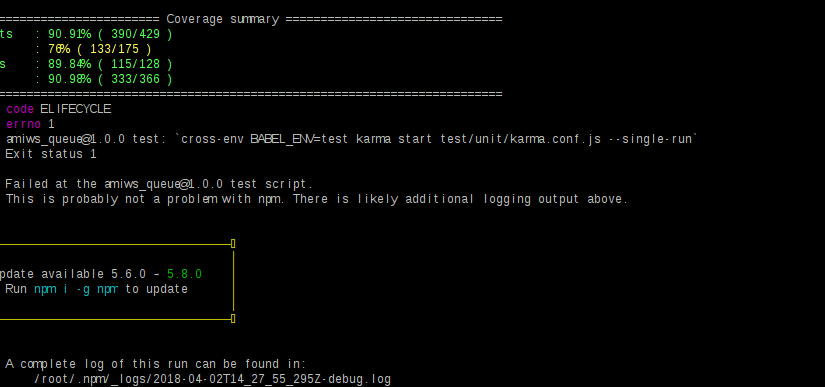 =============================== Coverage summary ===============================
ts : 90.91% ( 390/429 )
: 76% ( 133/175 )
s : 89.84% ( 115/128 )
: 90.98% ( 333/366 )
================================================================================
code ELIFECYCLE
errno 1
amiws_queue@1.0.0 test: `cross-env BABEL_ENV=test karma start test/unit/karma.conf.js --single-run`
Exit status 1
Failed at the amiws_queue@1.0.0 test script.
This is probably not a problem with npm. There is likely additional logging output above.
pdate available 5.6.0 - 5.8.0
Run npm i -g npm to update
A complete log of this run can be found in:
/root/.npm/_logs/2018-04-02T14_27_55_295Z-debug.log